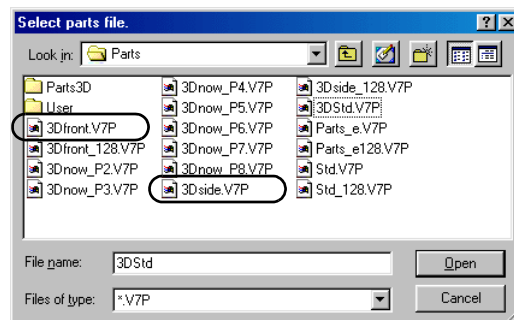 Select parts file.
Look in: Parts
Parts3D 3Dnow_P4.V7P 3Dside_128.V7P
User 3Dnow_P5.V7P 3DStd.V7P
3Dfront.V7P 3Dnow_P6.V7P Parts_e.V7P
3Dfront_128.V7P 3Dnow_P7.V7P Parts_e128.V7P
3Dnow_P2.V7P 3Dnow_P8.V7P Std.V7P
3Dnow_P3.V7P 3Dside.V7P Std_128.V7P
File name: 3DStd Open
Files of type: *.V7P Cancel